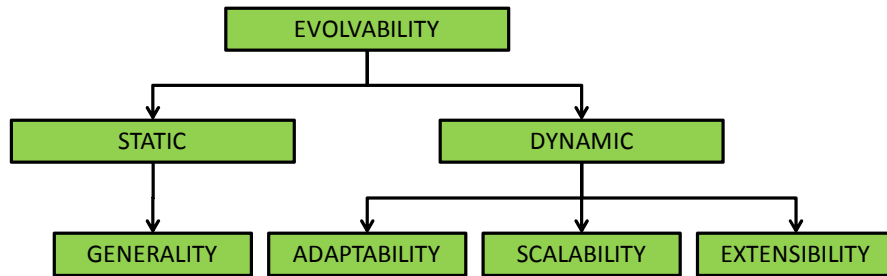 EVOLVABILITY
STATIC
DYNAMIC
GENERALITY
ADAPTABILITY
SCALABILITY
EXTENSIBILITY